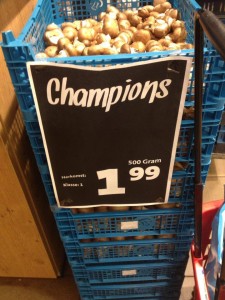 Champions
500 Gram
Herkomst:
Klasse: 1
1 99